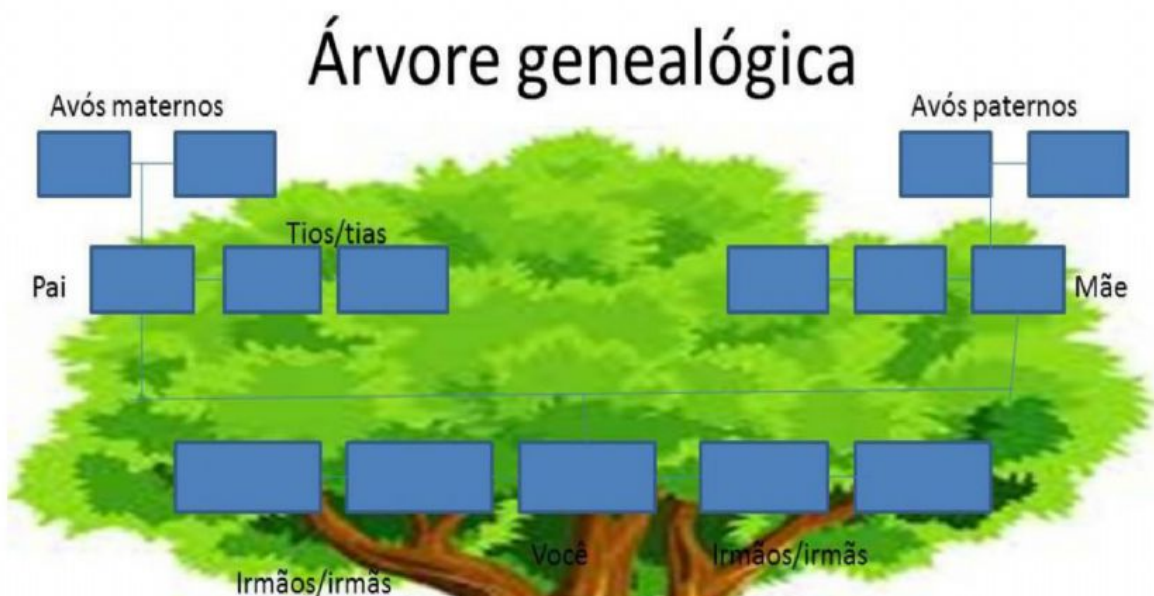 Árvore genealógica
Avós maternos
Avós paternos
Tios/tias
Pai
Mãe
Você
Irmãos/irmãs
Irmãos/irmãs